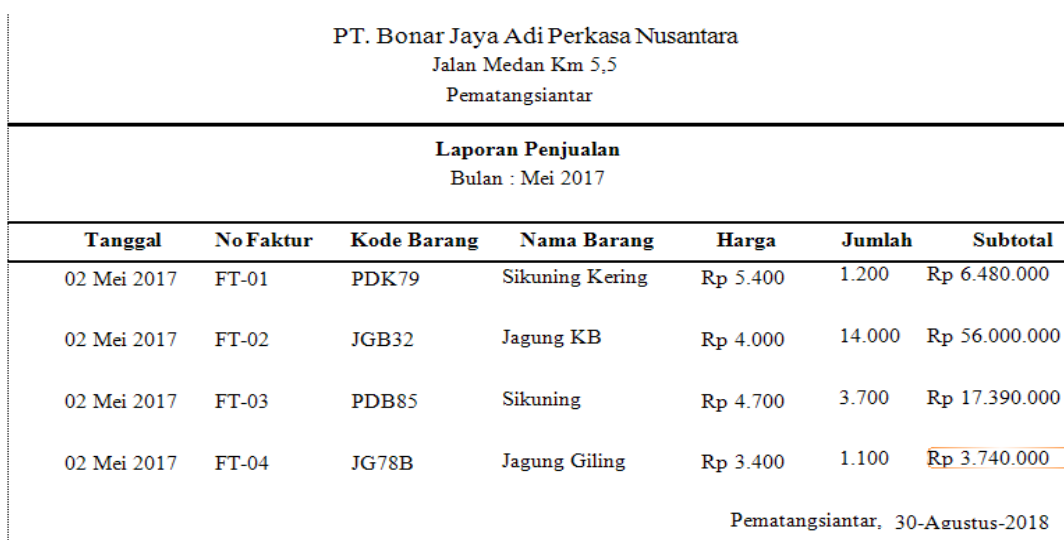 PT. Bonar Jaya Adi Perkasa Nusantara
Jalan Medan Km 5,5
Pematangsiantar
Laporan Penjualan
Bulan : Mei 2017
Tanggal No Faktur Kode Barang Nama Barang Harga Jumlah Subtotal
02 Mei 2017 FT-01 PDK79 Sikuning Kering Rp 5.400 1.200 Rp 6.480.000
02 Mei 2017 FT-02 JGB32 Jagung KB Rp 4.000 14.000 Rp 56.000.000
02 Mei 2017 FT-03 PDB85 Sikuning Rp 4.700 3.700 Rp 17.390.000
02 Mei 2017 FT-04 JG78B Jagung Giling Rp 3.400 1.100 Rp 3.740.000
Pematangsiantar, 30-Agustus-2018